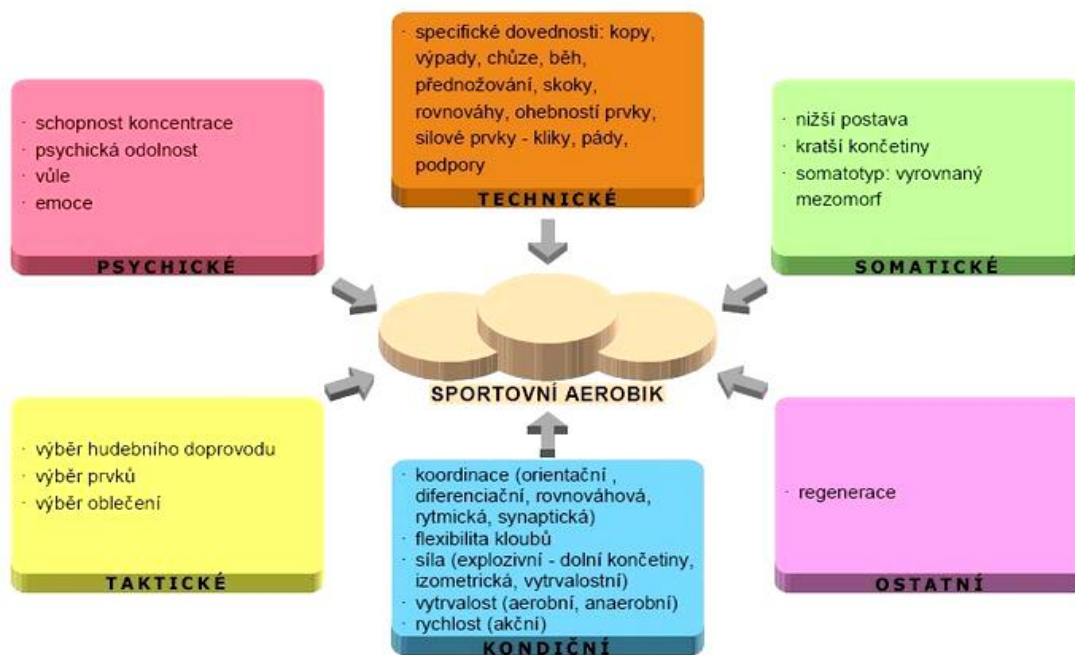 · schopnost koncentrace
· psychická odolnost
· vůle
· emoce
PSYCHICKÉ
· specifické dovednosti: kopy,
výpady, chůze, běh,
přednožování, skoky,
rovnováhy, ohebností prvky,
silové prvky - kliky, pády,
podpory
TECHNICKÉ
· nižší postava
· kratší končetiny
· somatotyp: vyrovnaný
mezomorf
SOMATICKÉ
SPORTOVNÍ AEROBIK
· výběr hudebního doprovodu
· výběr prvků
· výběr oblečení
TAKTICKÉ
· koordinace (orientační ,
diferenciační, rovnováhová,
rytmická, synaptická)
· flexibilita kloubů
· síla (explozivní - dolní končetiny,
izometrická, vytrvalostní)
· vytrvalost (aerobní, anaerobní)
· rychlost (akční)
KONDIČNÍ
· regenerace
OSTATNÍ